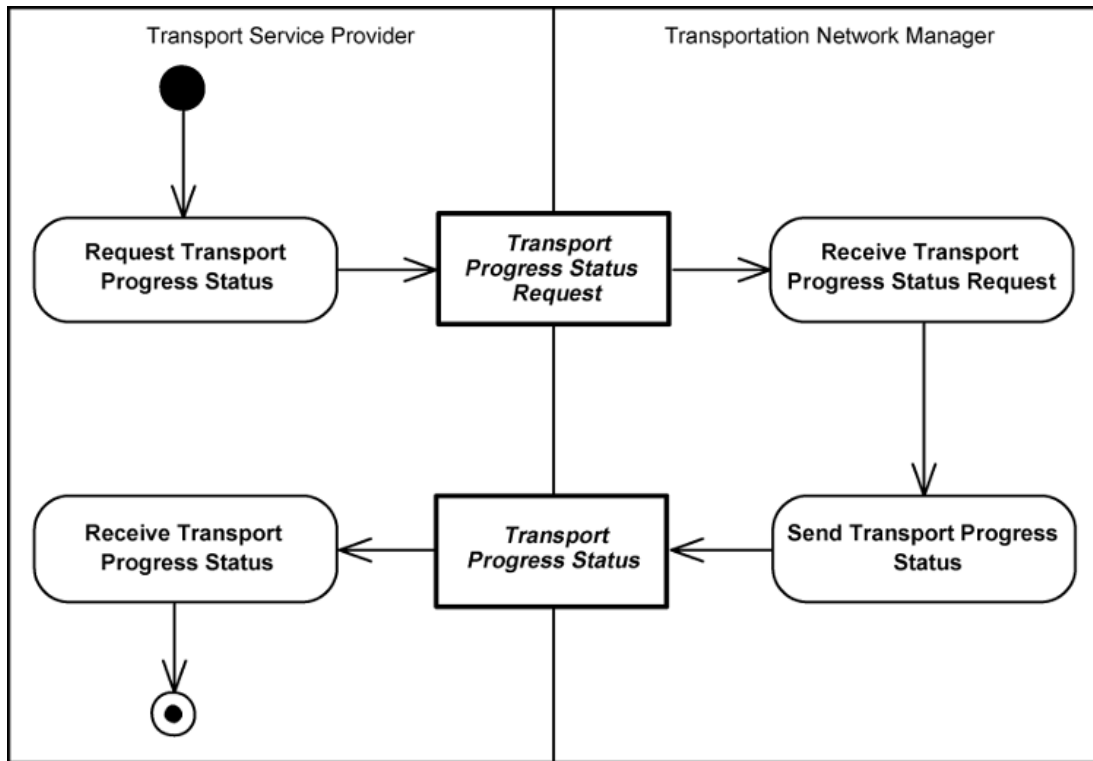 Transport Service Provider
Transportation Network Manager
Request Transport
Progress Status
Transport
Progress Status
Request
Receive Transport
Progress Status Request
Receive Transport
Progress Status
Transport
Progress Status
Send Transport Progress
Status